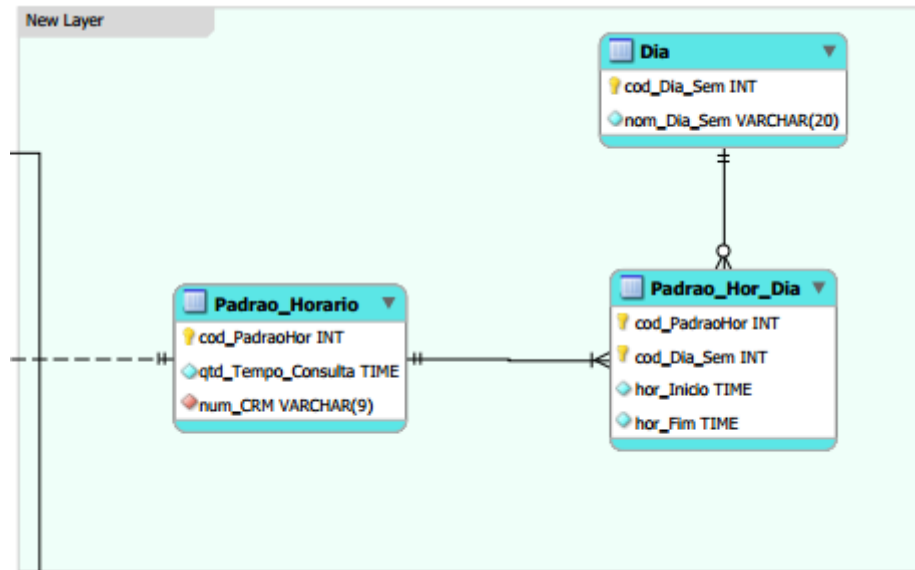 New Layer
Dia
cod_Dia_Sem INT
nom_Dia_Sem VARCHAR(20)
Padrao_Horario
cod_PadraoHor INT
qtd_Tempo_Consulta TIME
num_CRM VARCHAR(9)
Padrao_Hor_Dia
cod_PadraoHor INT
cod_Dia_Sem INT
hor_Inicio TIME
hor_Fim TIME